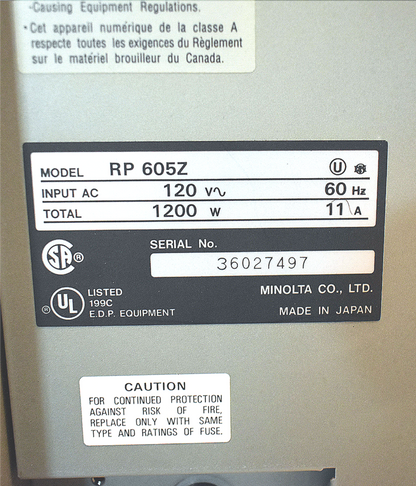 -Causing Equipment Regulations.
•Cet appareil numérique de la classe A
respecte toutes les exigences du Règlement
sur le matériel brouilleur du Canada.
MODEL RP 605Z U
INPUT AC 120 V∿ 60 Hz
TOTAL 1200 W 11 A
SERIAL No.
36027497
SA ®
® UL LISTED
199C
E.D.P. EQUIPMENT
MINOLTA CO., LTD.
MADE IN JAPAN
CAUTION
FOR CONTINUED PROTECTION
AGAINST RISK OF FIRE,
REPLACE ONLY WITH SAME
TYPE AND RATINGS OF FUSE.